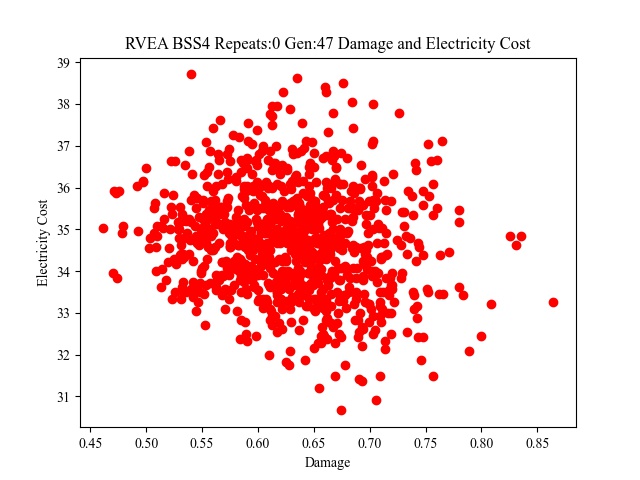 RVEA BSS4 Repeats:0 Gen:47 Damage and Electricity Cost
39
38
37
36
35
34
33
32
31
Electricity Cost
0.45 0.50 0.55 0.60 0.65 0.70 0.75 0.80 0.85
Damage